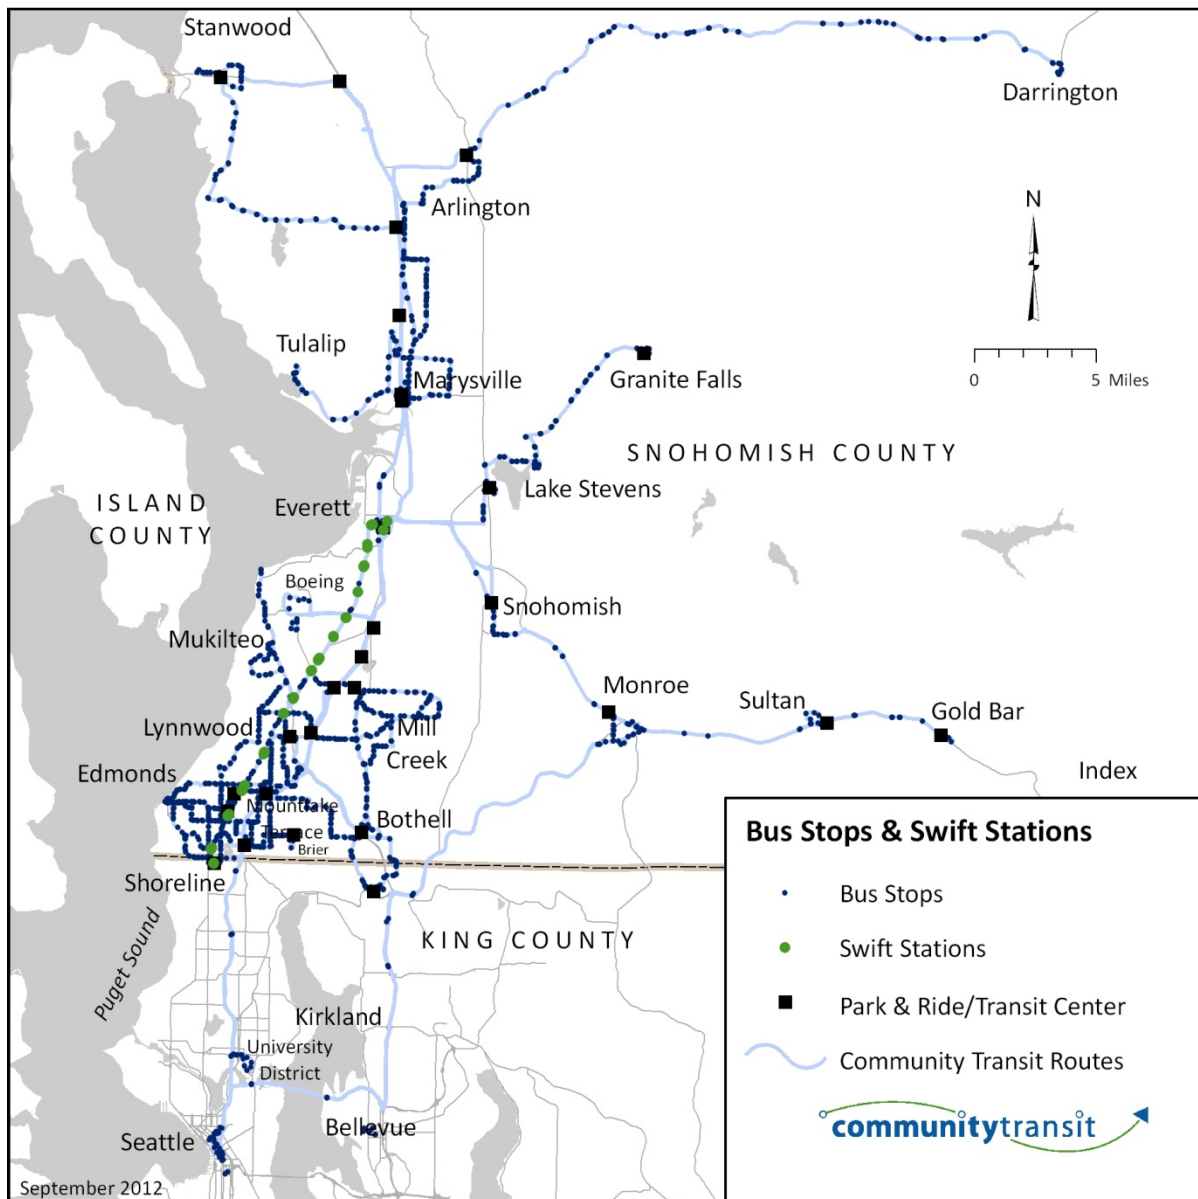 Stanwood
Darrington
Arlington
N
Tulalip
Marysville
Granite Falls
0 5 Miles
SNOHOMISH COUNTY
Lake Stevens
ISLAND
COUNTY
Everett
Boeing
Snohomish
Mukilteo
Monroe
Sultan
Gold Bar
Lynnwood
Mill
Creek
Edmonds
Index
Mountlake
Terrace
Brier
Bothell
Shoreline
Puget Sound
KING COUNTY
Kirkland
University
District
Bellevue
Seattle
September 2012
Bus Stops & Swift Stations
Bus Stops
Swift Stations
Park & Ride/Transit Center
Community Transit Routes
communitytransit